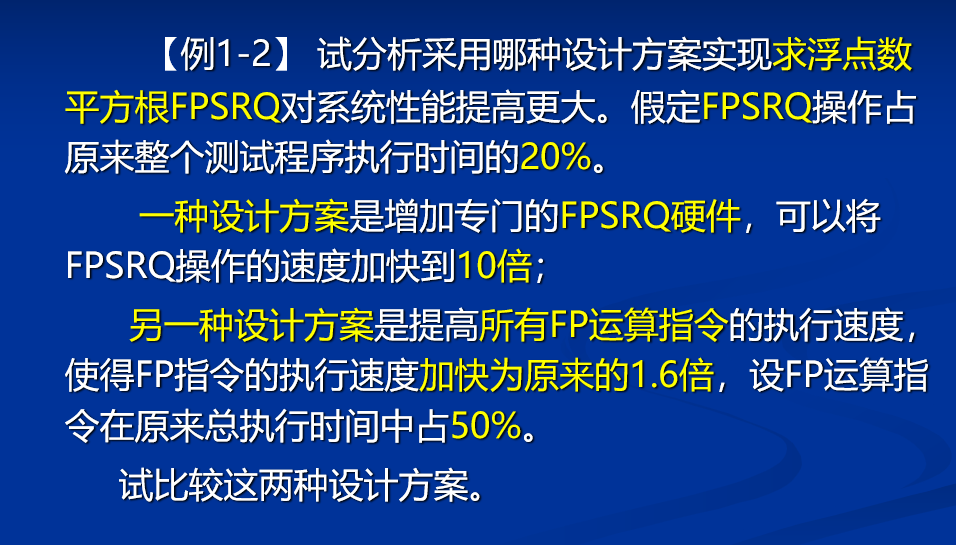 【例1-2】 试分析采用哪种设计方案实现求浮点数
平方根FPSRQ对系统性能提高更大。假定FPSRQ操作占
原来整个测试程序执行时间的20%。
一种设计方案是增加专门的FPSRQ硬件，可以将
FPSRQ操作的速度加快到10倍；
另一种设计方案是提高所有FP运算指令的执行速度，
使得FP指令的执行速度加快为原来的1.6倍，设FP运算指
令在原来总执行时间中占50%。
试比较这两种设计方案。